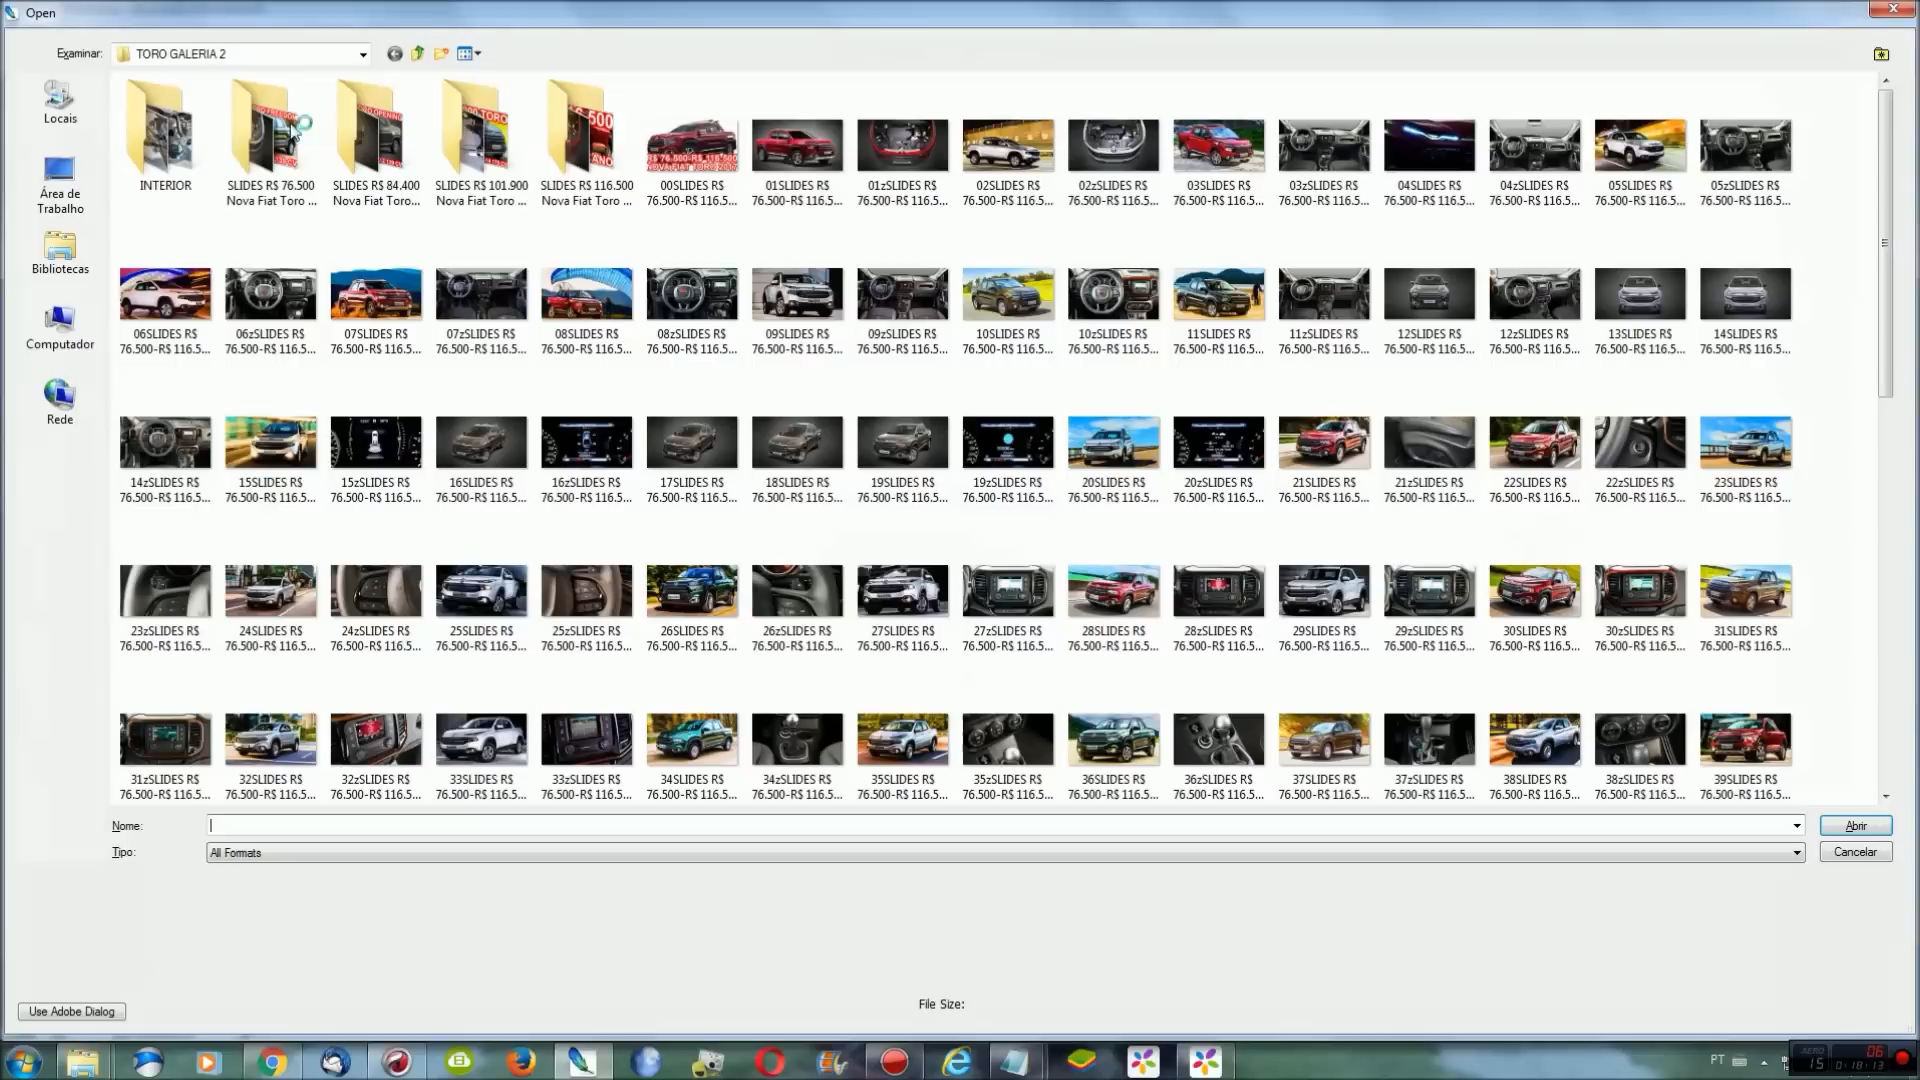 Open
Examinar:
TORO GALERIA 2
Locais
Área de
Trabalho
Bibliotecas
Computador
Rede
INTERIOR
SLIDES R$ 76.500
Nova Fiat Toro ...
SLIDES R$ 84.400
Nova Fiat Toro...
SLIDES R$ 101.900
Nova Fiat Toro ...
SLIDES R$ 116.500
Nova Fiat Toro ...
00SLIDES R$
76.500-R$ 116.5...
01SLIDES R$
76.500-R$ 116.5...
01zSLIDES R$
76.500-R$ 116.5...
02SLIDES R$
76.500-R$ 116.5...
02zSLIDES R$
76.500-R$ 116.5...
03SLIDES R$
76.500-R$ 116.5...
03zSLIDES R$
76.500-R$ 116.5...
04SLIDES R$
76.500-R$ 116.5...
04zSLIDES R$
76.500-R$ 116.5...
05SLIDES R$
76.500-R$ 116.5...
05zSLIDES R$
76.500-R$ 116.5...
06SLIDES R$
76.500-R$ 116.5...
06zSLIDES R$
76.500-R$ 116.5...
07SLIDES R$
76.500-R$ 116.5...
07zSLIDES R$
76.500-R$ 116.5...
08SLIDES R$
76.500-R$ 116.5...
08zSLIDES R$
76.500-R$ 116.5...
09SLIDES R$
76.500-R$ 116.5...
09zSLIDES R$
76.500-R$ 116.5...
10SLIDES R$
76.500-R$ 116.5...
10zSLIDES R$
76.500-R$ 116.5...
11SLIDES R$
76.500-R$ 116.5...
11zSLIDES R$
76.500-R$ 116.5...
12SLIDES R$
76.500-R$ 116.5...
12zSLIDES R$
76.500-R$ 116.5...
13SLIDES R$
76.500-R$ 116.5...
14SLIDES R$
76.500-R$ 116.5...
14zSLIDES R$
76.500-R$ 116.5...
15SLIDES R$
76.500-R$ 116.5...
15zSLIDES R$
76.500-R$ 116.5...
16SLIDES R$
76.500-R$ 116.5...
16zSLIDES R$
76.500-R$ 116.5...
17SLIDES R$
76.500-R$ 116.5...
18SLIDES R$
76.500-R$ 116.5...
19SLIDES R$
76.500-R$ 116.5...
19zSLIDES R$
76.500-R$ 116.5...
20SLIDES R$
76.500-R$ 116.5...
20zSLIDES R$
76.500-R$ 116.5...
21SLIDES R$
76.500-R$ 116.5...
21zSLIDES R$
76.500-R$ 116.5...
22SLIDES R$
76.500-R$ 116.5...
22zSLIDES R$
76.500-R$ 116.5...
23SLIDES R$
76.500-R$ 116.5...
23zSLIDES R$
76.500-R$ 116.5...
24SLIDES R$
76.500-R$ 116.5...
24zSLIDES R$
76.500-R$ 116.5...
25SLIDES R$
76.500-R$ 116.5...
25zSLIDES R$
76.500-R$ 116.5...
26SLIDES R$
76.500-R$ 116.5...
26zSLIDES R$
76.500-R$ 116.5...
27SLIDES R$
76.500-R$ 116.5...
27zSLIDES R$
76.500-R$ 116.5...
28SLIDES R$
76.500-R$ 116.5...
28zSLIDES R$
76.500-R$ 116.5...
29SLIDES R$
76.500-R$ 116.5...
29zSLIDES R$
76.500-R$ 116.5...
30SLIDES R$
76.500-R$ 116.5...
30zSLIDES R$
76.500-R$ 116.5...
31SLIDES R$
76.500-R$ 116.5...
31zSLIDES R$
76.500-R$ 116.5...
32SLIDES R$
76.500-R$ 116.5...
32zSLIDES R$
76.500-R$ 116.5...
33SLIDES R$
76.500-R$ 116.5...
33zSLIDES R$
76.500-R$ 116.5...
34SLIDES R$
76.500-R$ 116.5...
34zSLIDES R$
76.500-R$ 116.5...
35SLIDES R$
76.500-R$ 116.5...
35zSLIDES R$
76.500-R$ 116.5...
36SLIDES R$
76.500-R$ 116.5...
36zSLIDES R$
76.500-R$ 116.5...
37SLIDES R$
76.500-R$ 116.5...
37zSLIDES R$
76.500-R$ 116.5...
38SLIDES R$
76.500-R$ 116.5...
38zSLIDES R$
76.500-R$ 116.5...
39SLIDES R$
76.500-R$ 116.5...
Nome:
Abrir
Tipo:
All Formats
Cancelar
File Size:
Use Adobe Dialog
PT
15
06
0:18:13